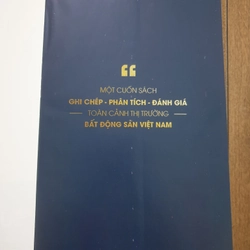 “
MỘT CUỐN SÁCH
GHI CHÉP - PHÂN TÍCH - ĐÁNH GIÁ
TOÀN CẢNH THỊ TRƯỜNG
BẤT ĐỘNG SẢN VIỆT NAM